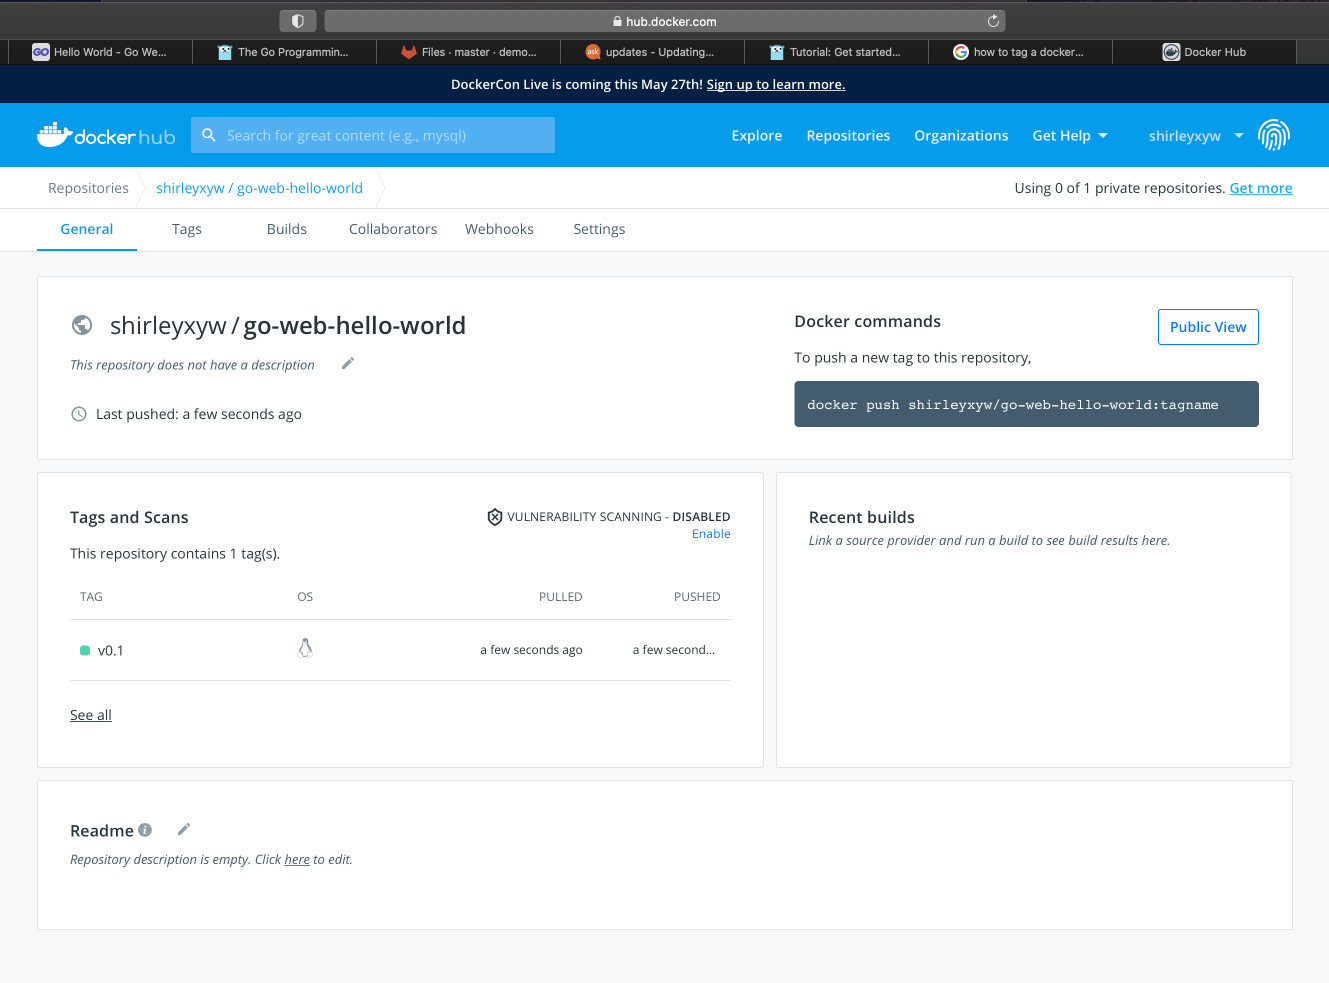 hub.docker.com
GO Hello World - Go We...
The Go Programmin...
Files · master · demo...
ask updates - Updating...
Tutorial: Get started...
G how to tag a docker...
Docker Hub
DockerCon Live is coming this May 27th! Sign up to learn more.
docker hub
Search for great content (e.g., mysql)
Explore
Repositories
Organizations
Get Help
shirleyxyw
Repositories
shirleyxyw / go-web-hello-world
Using 0 of 1 private repositories. Get more
General
Tags
Builds
Collaborators
Webhooks
Settings
shirleyxyw / go-web-hello-world
This repository does not have a description
Last pushed: a few seconds ago
Docker commands
Public View
To push a new tag to this repository,
docker push shirleyxyw/go-web-hello-world:tagname
Tags and Scans
VULNERABILITY SCANNING - DISABLED
Enable
This repository contains 1 tag(s).
TAG OS PULLED PUSHED
v0.1 a few seconds ago a few second...
See all
Recent builds
Link a source provider and run a build to see build results here.
Readme
Repository description is empty. Click here to edit.